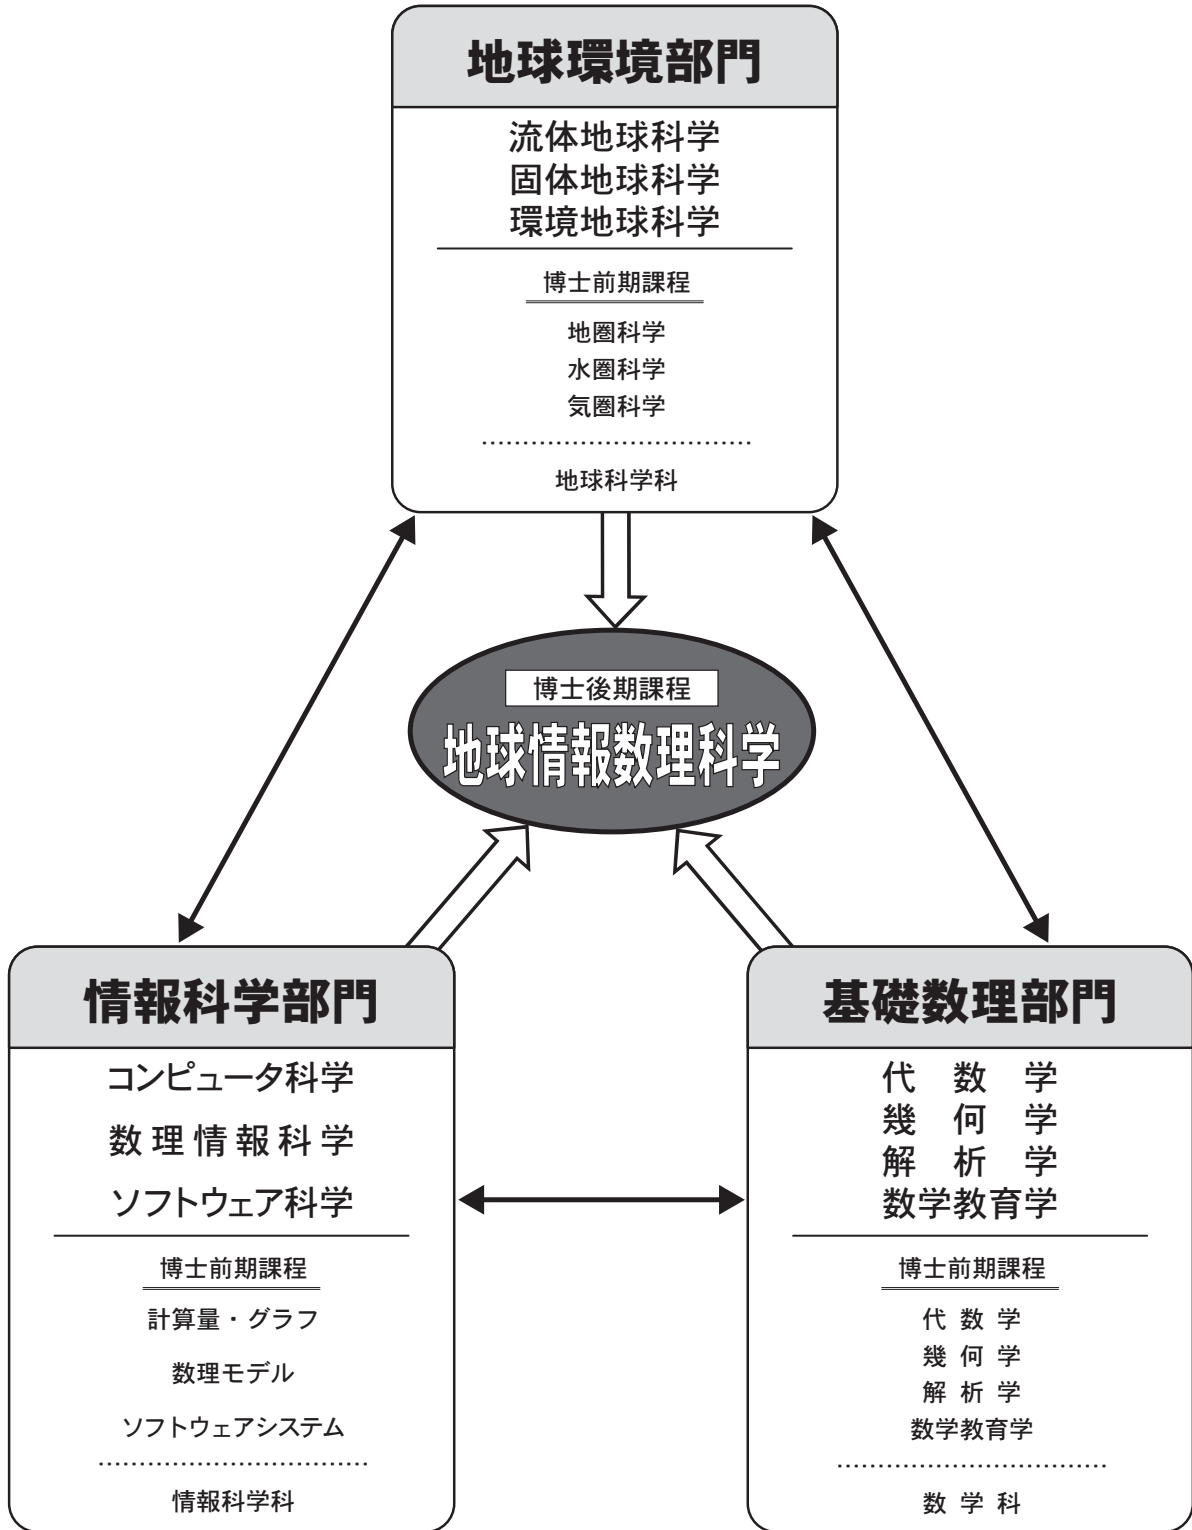 地球環境部門
流体地球科学
固体地球科学
環境地球科学
博士前期課程
地圏科学
水圏科学
気圏科学
地球科学科
博士後期課程
地球情報数理科学
情報科学部門
コンピュータ科学
数理情報科学
ソフトウェア科学
博士前期課程
計算量・グラフ
数理モデル
ソフトウェアシステム
情報科学科
基礎数理部門
代数学
幾何学
解析学
数学教育学
博士前期課程
代数学
幾何学
解析学
数学教育学
数学科